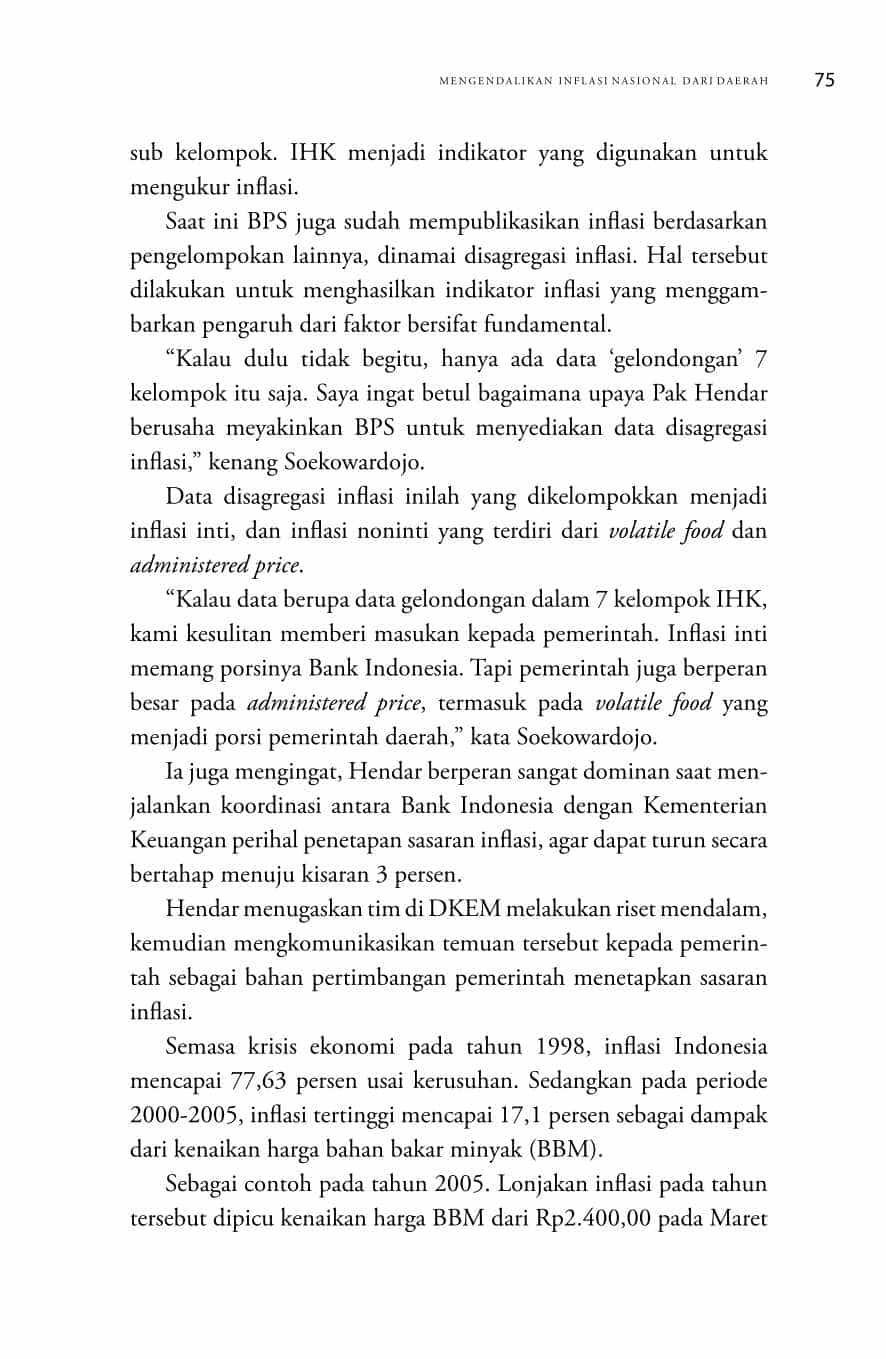 MENGENDALIKAN INFLASI NASIONAL DARI DAERAH 75
sub kelompok. IHK menjadi indikator yang digunakan untuk
mengukur inflasi.
Saat ini BPS juga sudah mempublikasikan inflasi berdasarkan
pengelompokan lainnya, dinamai disagregasi inflasi. Hal tersebut
dilakukan untuk menghasilkan indikator inflasi yang menggam-
barkan pengaruh dari faktor bersifat fundamental.
“Kalau dulu tidak begitu, hanya ada data ‘gelondongan’ 7
kelompok itu saja. Saya ingat betul bagaimana upaya Pak Hendar
berusaha meyakinkan BPS untuk menyediakan data disagregasi
inflasi,” kenang Soekowardojo.
Data disagregasi inflasi inilah yang dikelompokkan menjadi
inflasi inti, dan inflasi noninti yang terdiri dari volatile food dan
administered price.
“Kalau data berupa data gelondongan dalam 7 kelompok IHK,
kami kesulitan memberi masukan kepada pemerintah. Inflasi inti
memang porsinya Bank Indonesia. Tapi pemerintah juga berperan
besar pada administered price, termasuk pada volatile food yang
menjadi porsi pemerintah daerah,” kata Soekowardojo.
Ia juga mengingat, Hendar berperan sangat dominan saat men-
jalankan koordinasi antara Bank Indonesia dengan Kementerian
Keuangan perihal penetapan sasaran inflasi, agar dapat turun secara
bertahap menuju kisaran 3 persen.
Hendar menugaskan tim di DKEM melakukan riset mendalam,
kemudian mengkomunikasikan temuan tersebut kepada pemerin-
tah sebagai bahan pertimbangan pemerintah menetapkan sasaran
inflasi.
Semasa krisis ekonomi pada tahun 1998, inflasi Indonesia
mencapai 77,63 persen usai kerusuhan. Sedangkan pada periode
2000-2005, inflasi tertinggi mencapai 17,1 persen sebagai dampak
dari kenaikan harga bahan bakar minyak (BBM).
Sebagai contoh pada tahun 2005. Lonjakan inflasi pada tahun
tersebut dipicu kenaikan harga BBM dari Rp2.400,00 pada Maret